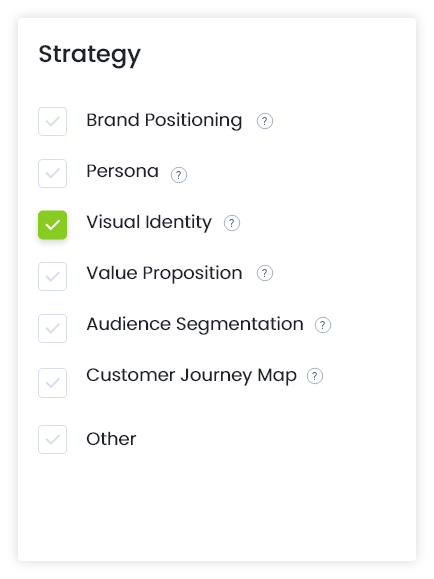 Strategy
Brand Positioning ?
Persona ?
Visual Identity ?
Value Proposition ?
Audience Segmentation ?
Customer Journey Map ?
Other